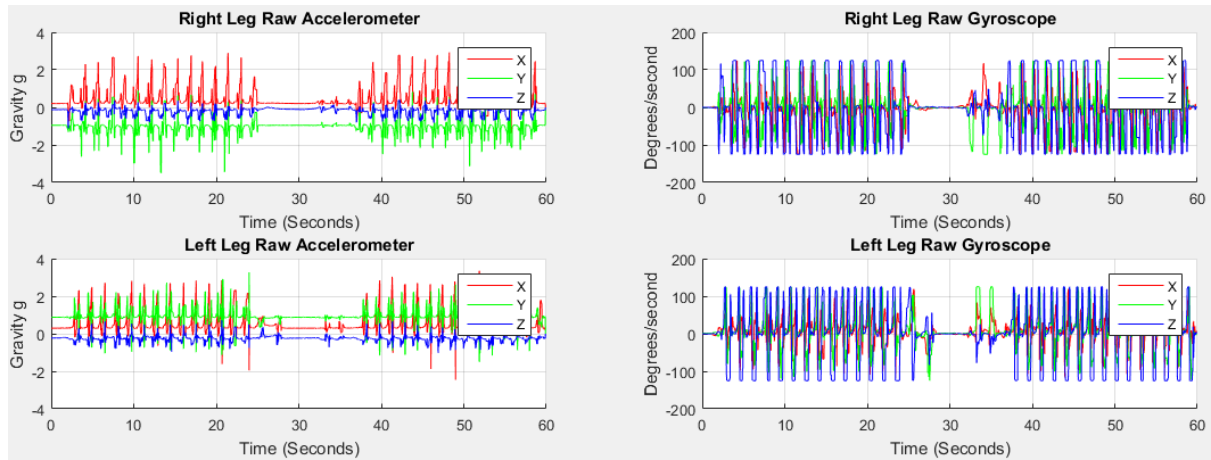 Right Leg Raw Accelerometer
4
2
0
-2
-4
Gravity g
X
Y
Z
0 10 20 30 40 50 60
Time (Seconds)
Right Leg Raw Gyroscope
200
100
0
-100
-200
Degrees/second
X
Y
Z
0 10 20 30 40 50 60
Time (Seconds)
Left Leg Raw Accelerometer
4
2
0
-2
-4
Gravity g
X
Y
Z
0 10 20 30 40 50 60
Time (Seconds)
Left Leg Raw Gyroscope
200
100
0
-100
-200
Degrees/second
X
Y
Z
0 10 20 30 40 50 60
Time (Seconds)